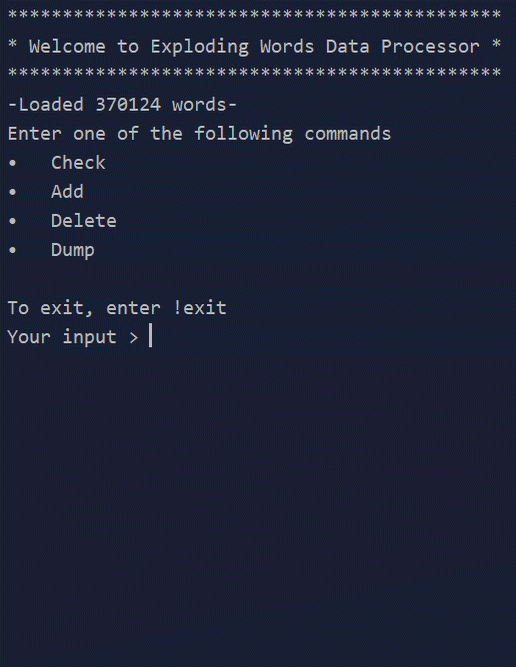 *********************************************
* Welcome to Exploding Words Data Processor *
*********************************************
-Loaded 370124 words-
Enter one of the following commands
•   Check
•   Add
•   Delete
•   Dump
To exit, enter !exit
Your input >